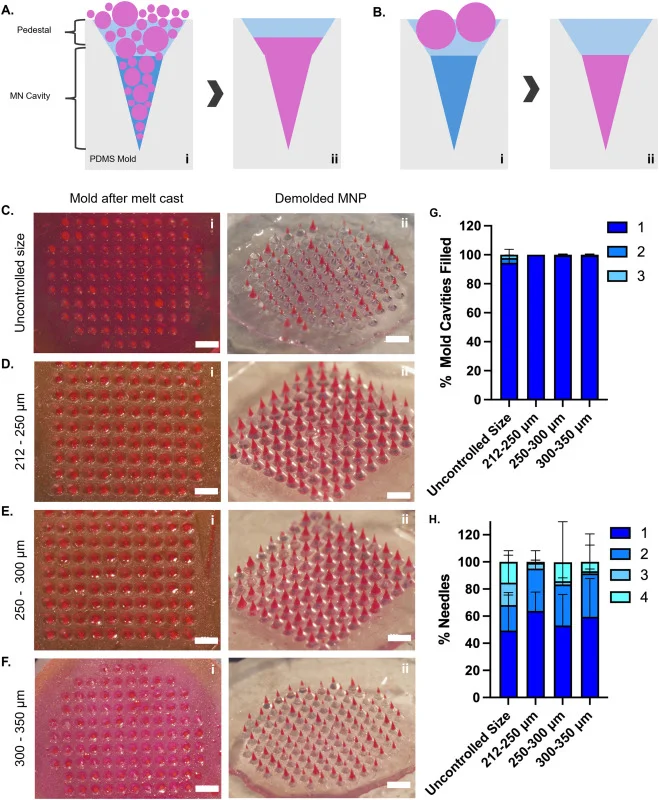 A.
Pedestal
MN Cavity
PDMS Mold
i
ii
B.
i
ii
Mold after melt cast
Demolded MNP
C.
Uncontrolled size
i
ii
D.
212 - 250 µm
i
ii
E.
250 - 300 µm
i
ii
F.
300 - 350 µm
i
ii
G.
% Mold Cavities Filled
120
100
80
60
40
20
0
Uncontrolled Size
212-250 µm
250-300 µm
300-350 µm
1
2
3
H.
% Needles
120
100
80
60
40
20
0
Uncontrolled Size
212-250 µm
250-300 µm
300-350 µm
1
2
3
4